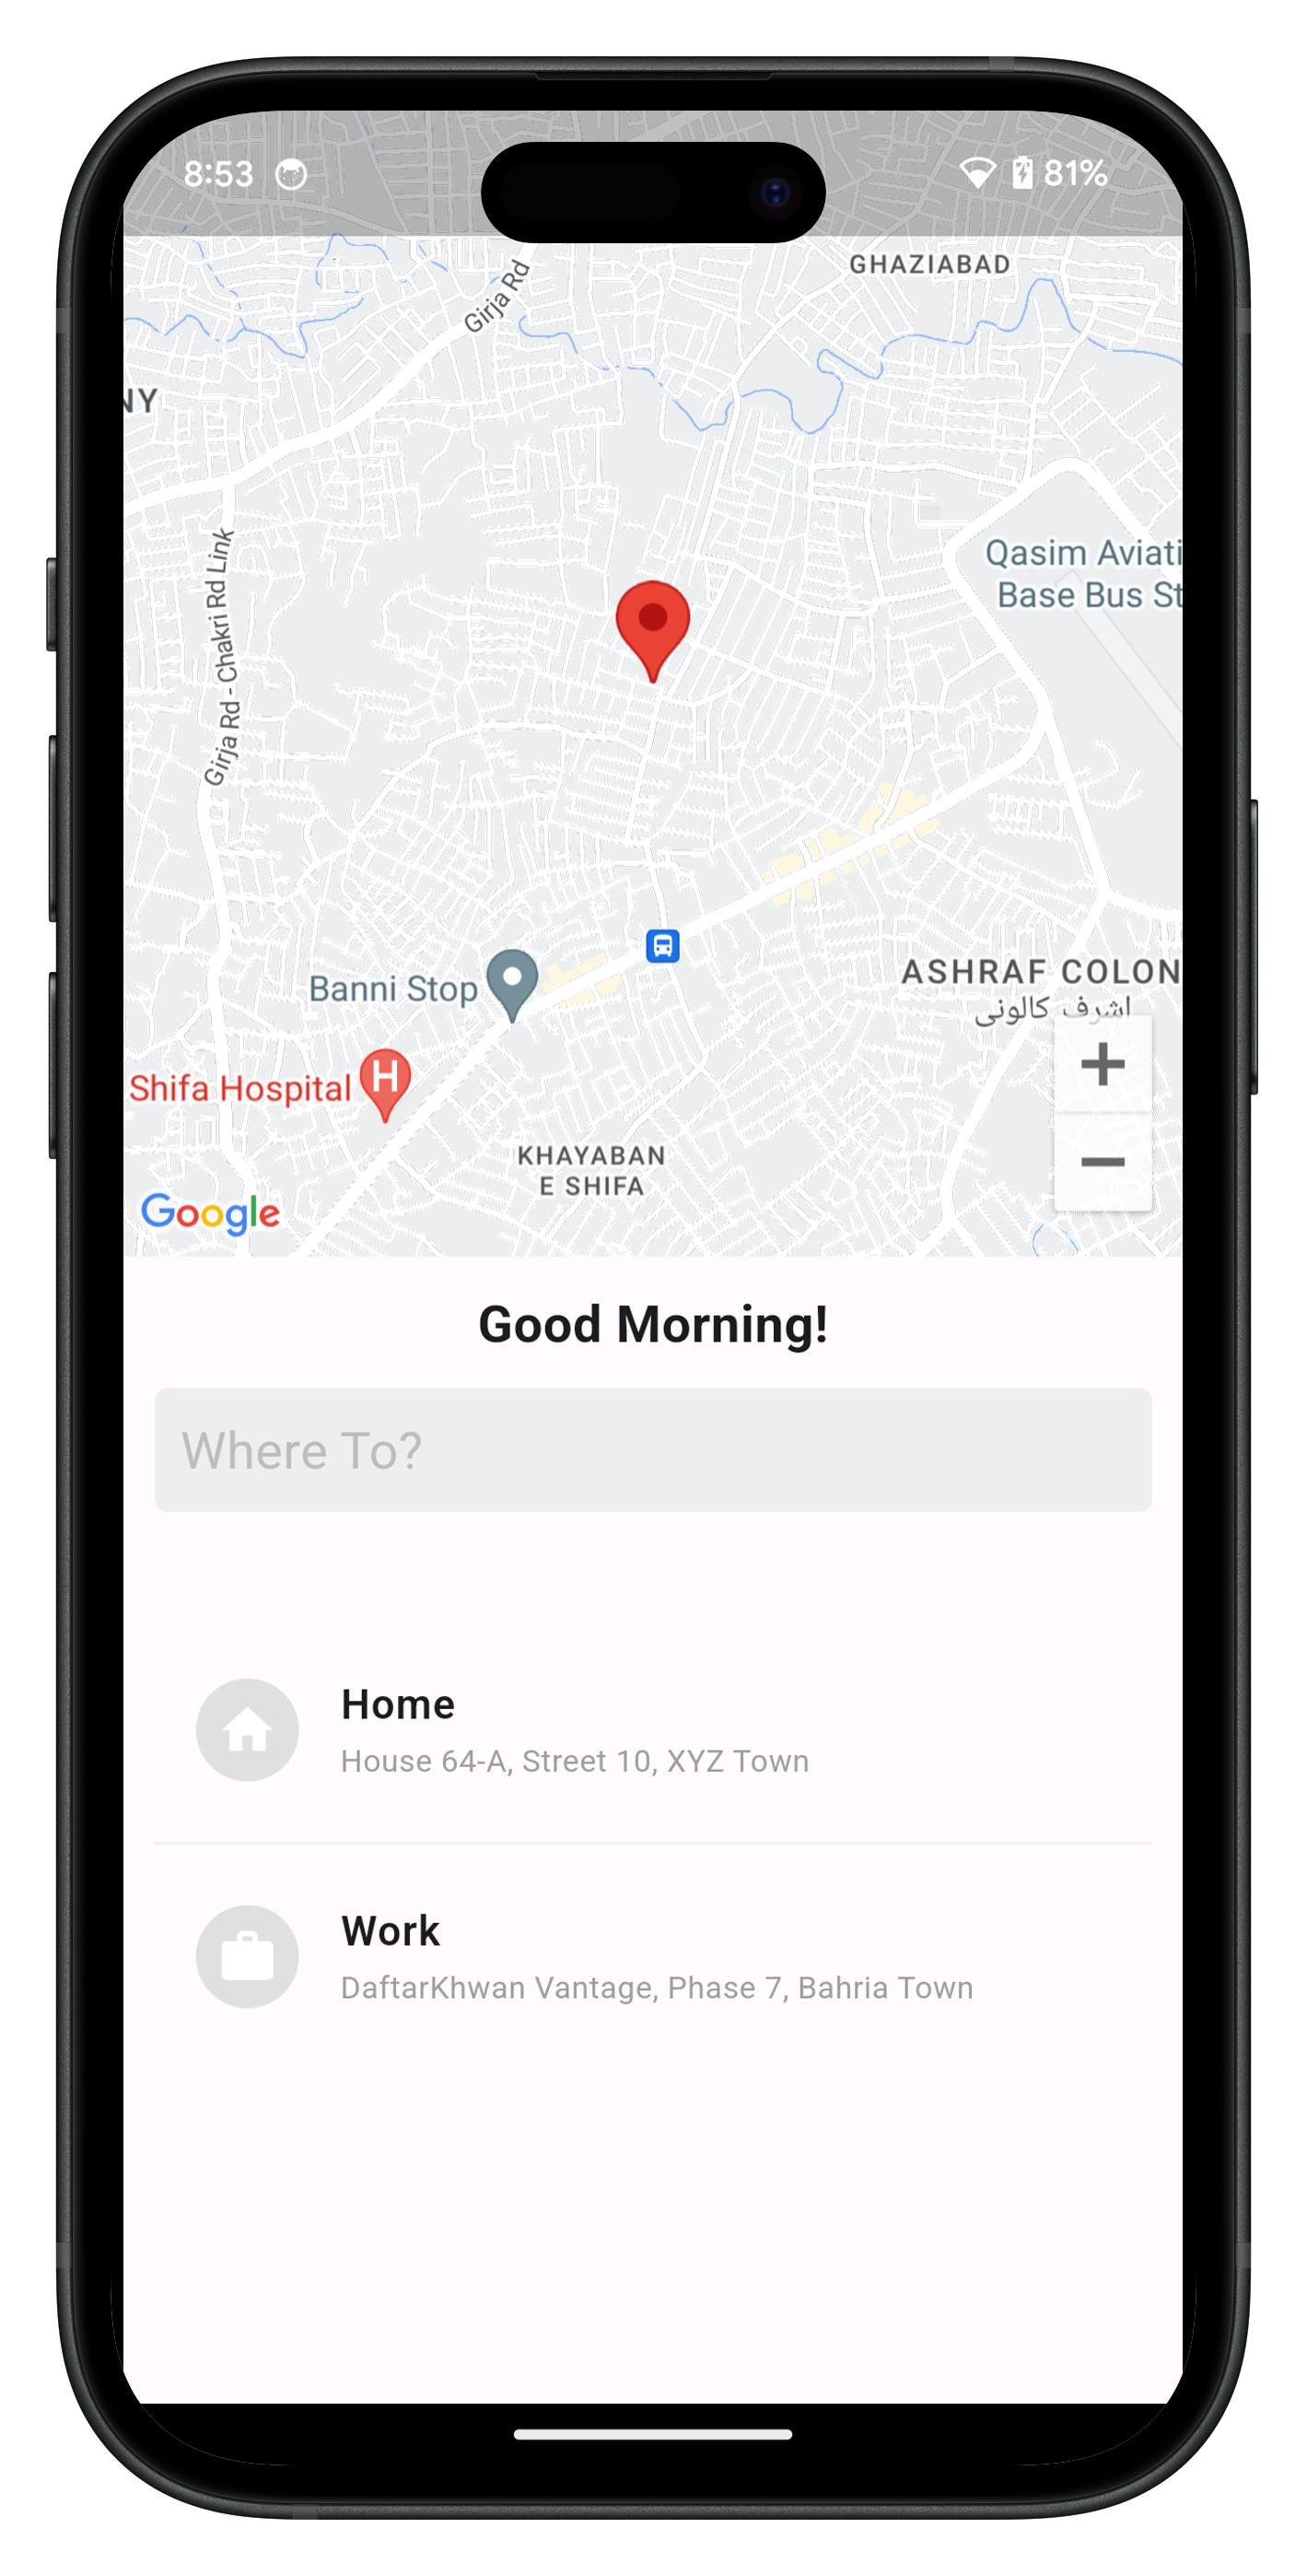 8:53
81%
GHAZIABAD
Girja Rd
NY
Qasim Aviati
Base Bus St
Girja Rd - Chakri Rd Link
ASHRAF COLON
اشرف کالونی
Banni Stop
Shifa Hospital
H
KHAYABAN
E SHIFA
+
−
Google
Good Morning!
Where To?
Home
House 64-A, Street 10, XYZ Town
Work
DaftarKhwan Vantage, Phase 7, Bahria Town